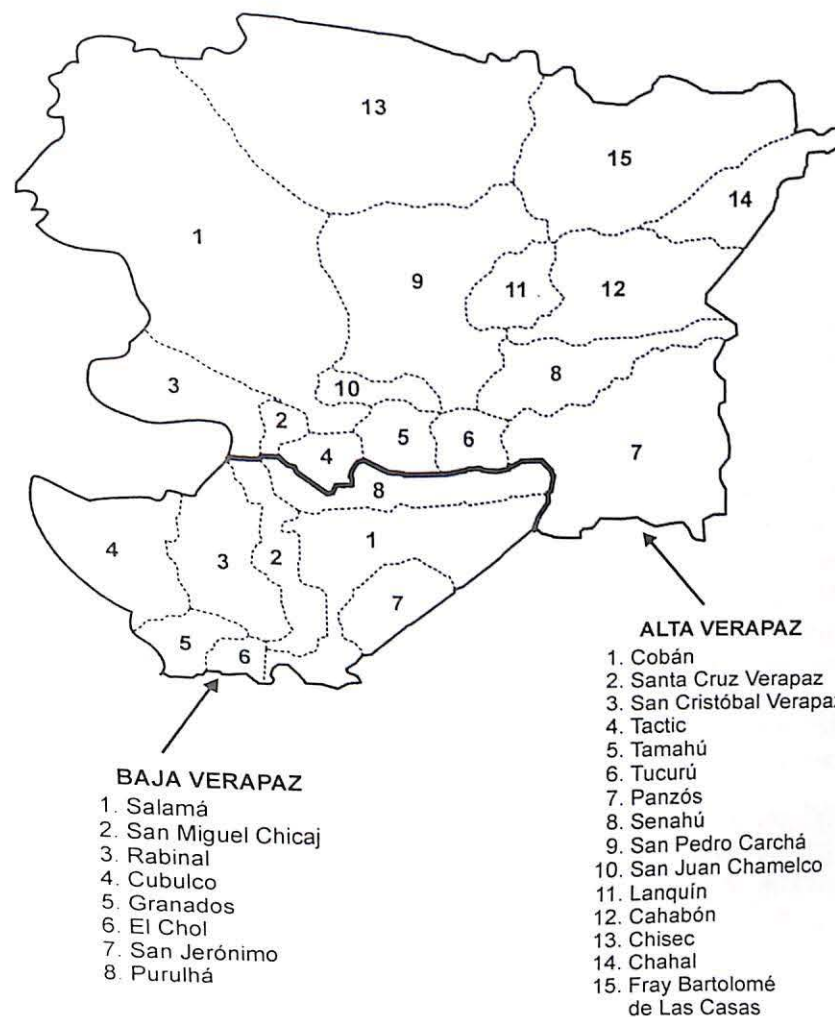 13
15
14
1
9
11
12
3
10
8
2
5
6
4
7
8
4
3
2
1
7
5
6
ALTA VERAPAZ
1. Cobán
2. Santa Cruz Verapaz
3. San Cristóbal Verapaz
4. Tactic
5. Tamahú
6. Tucurú
7. Panzós
8. Senahú
9. San Pedro Carchá
10. San Juan Chamelco
11. Lanquín
12. Cahabón
13. Chisec
14. Chahal
15. Fray Bartolomé
de Las Casas
BAJA VERAPAZ
1. Salamá
2. San Miguel Chicaj
3. Rabinal
4. Cubulco
5. Granados
6. El Chol
7. San Jerónimo
8. Purulhá